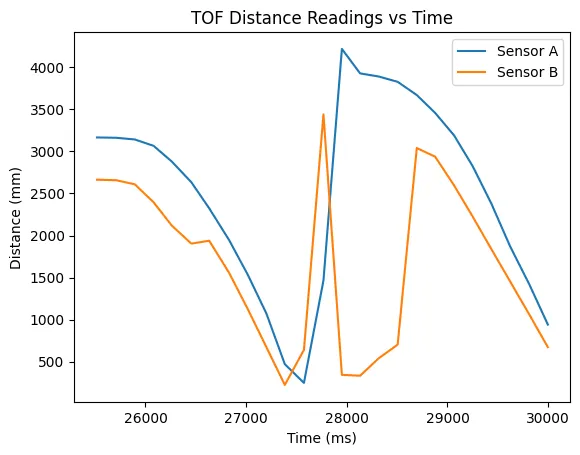 TOF Distance Readings vs Time
Sensor A
Sensor B
Distance (mm)
4000
3500
3000
2500
2000
1500
1000
500
26000 27000 28000 29000 30000
Time (ms)